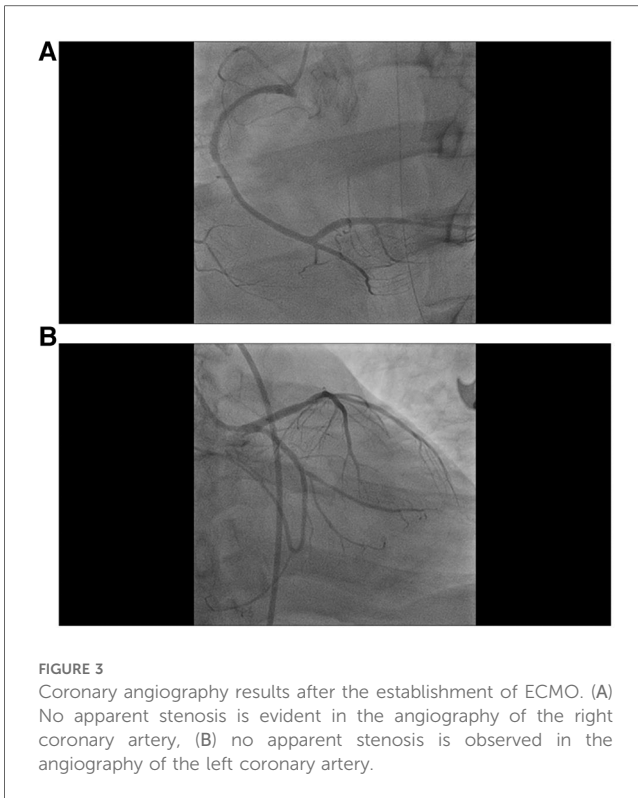 A
B
FIGURE 3
Coronary angiography results after the establishment of ECMO. (A)
No apparent stenosis is evident in the angiography of the right
coronary artery, (B) no apparent stenosis is observed in the
angiography of the left coronary artery.